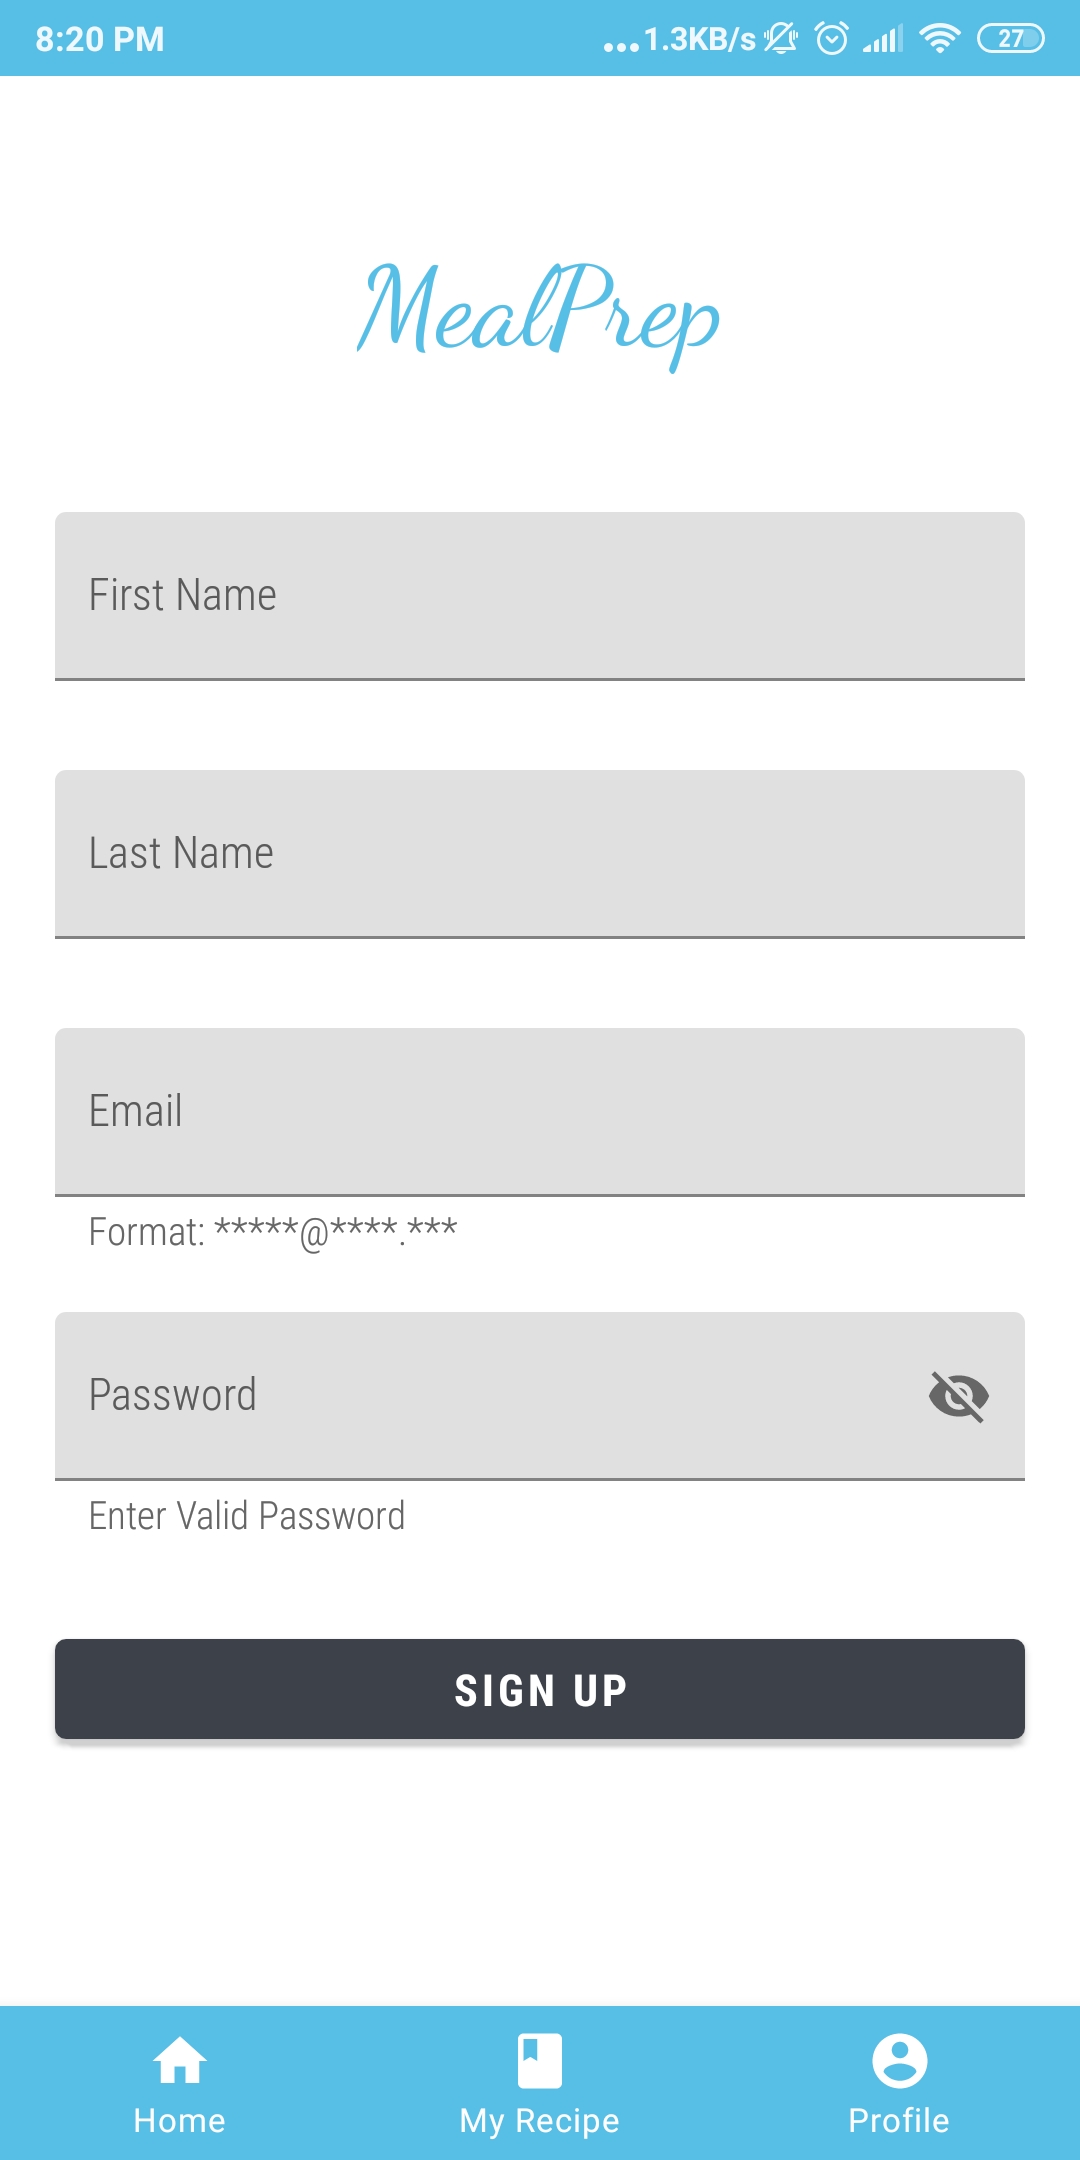 8:20 PM ...1.3KB/s 27
MealPrep
First Name
Last Name
Email
Format: *****@****.***
Password
Enter Valid Password
SIGN UP
Home My Recipe Profile